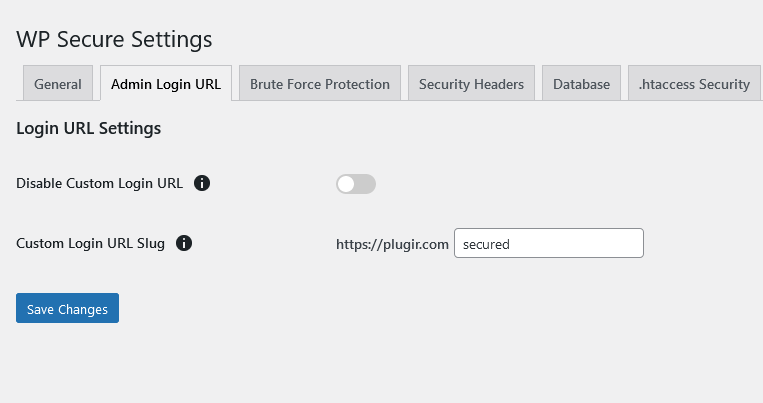 WP Secure Settings
General Admin Login URL Brute Force Protection Security Headers Database .htaccess Security
Login URL Settings
Disable Custom Login URL
Custom Login URL Slug https://plugir.com secured
Save Changes